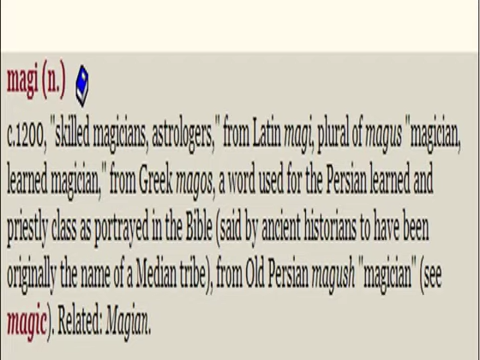 magi (n.)
c.1200, "skilled magicians, astrologers," from Latin magi, plural of magus "magician,
learned magician," from Greek magos, a word used for the Persian learned and
priestly class as portrayed in the Bible (said by ancient historians to have been
originally the name of a Median tribe), from Old Persian magush "magician" (see
magic). Related: Magian.